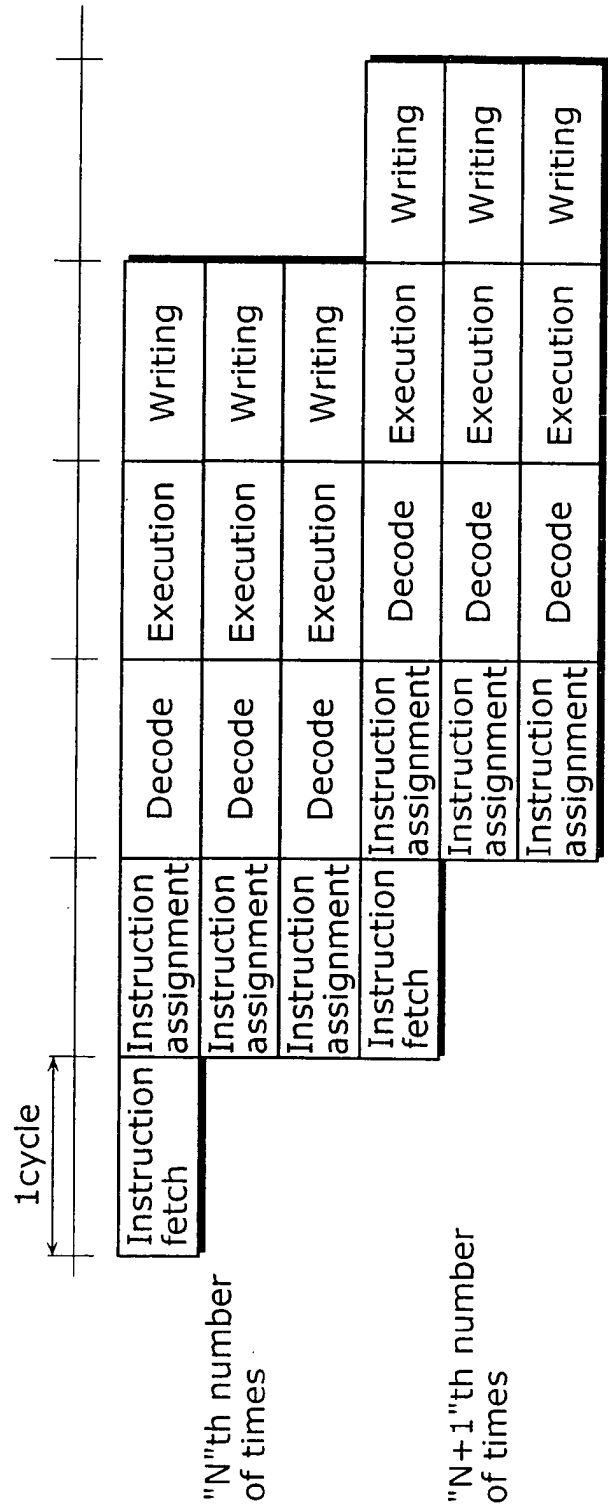 1cycle
Instruction
fetch
Instruction
assignment
Decode
Execution
Writing
"N"th number
of times
Instruction
assignment
Decode
Execution
Writing
Instruction
assignment
Decode
Execution
Writing
Instruction
fetch
Instruction
assignment
Decode
Execution
Writing
"N+1"th number
of times
Instruction
assignment
Decode
Execution
Writing
Instruction
assignment
Decode
Execution
Writing